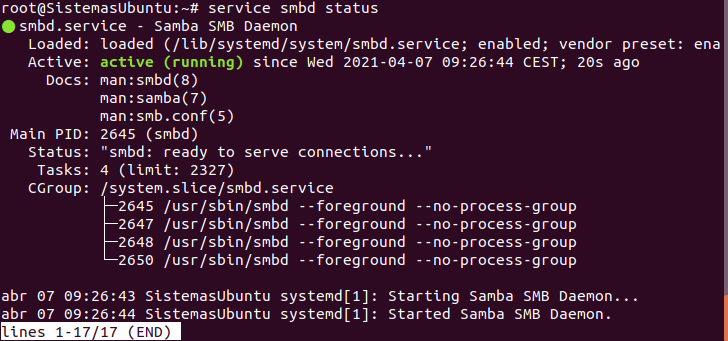 root@SistemasUbuntu:~# service smbd status
● smbd.service - Samba SMB Daemon
   Loaded: loaded (/lib/systemd/system/smbd.service; enabled; vendor preset: ena
   Active: active (running) since Wed 2021-04-07 09:26:44 CEST; 20s ago
     Docs: man:smbd(8)
           man:samba(7)
           man:smb.conf(5)
 Main PID: 2645 (smbd)
   Status: "smbd: ready to serve connections..."
    Tasks: 4 (limit: 2327)
   CGroup: /system.slice/smbd.service
           ├─2645 /usr/sbin/smbd --foreground --no-process-group
           ├─2647 /usr/sbin/smbd --foreground --no-process-group
           ├─2648 /usr/sbin/smbd --foreground --no-process-group
           └─2650 /usr/sbin/smbd --foreground --no-process-group

abr 07 09:26:43 SistemasUbuntu systemd[1]: Starting Samba SMB Daemon...
abr 07 09:26:44 SistemasUbuntu systemd[1]: Started Samba SMB Daemon.
lines 1-17/17 (END)